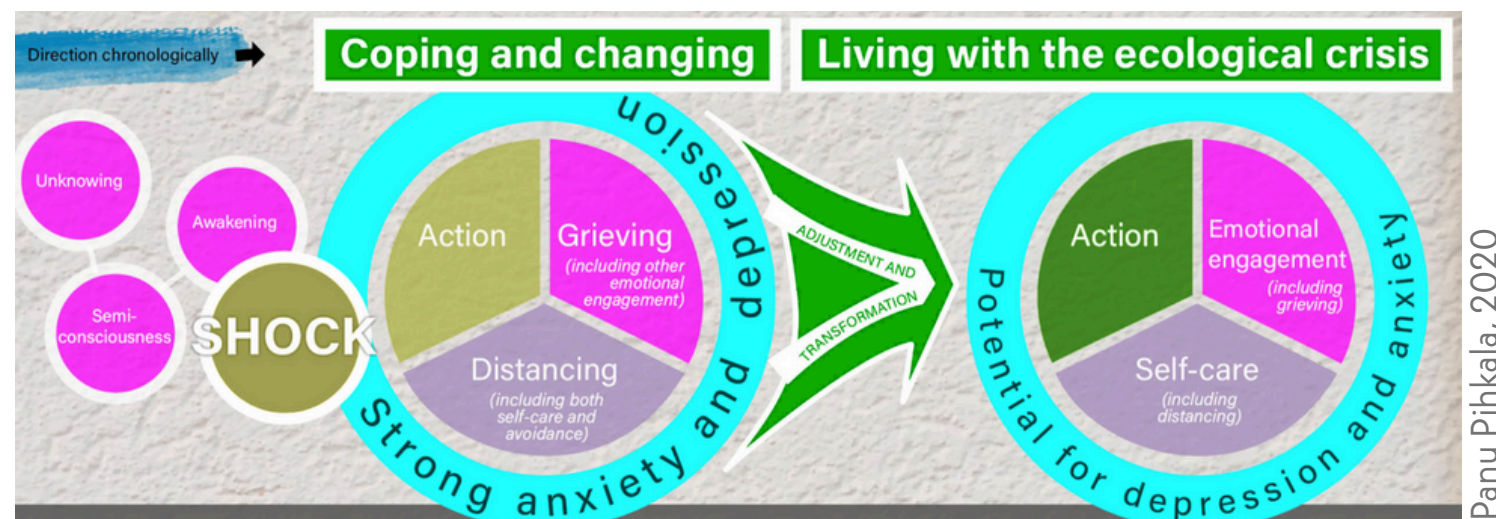 Direction chronologically
Coping and changing
Living with the ecological crisis
Unknowing
Awakening
Semi-
consciousness
SHOCK
Action
Grieving
(including other
emotional
engagement)
Distancing
(including both
self-care and
avoidance)
Strong anxiety and depression
ADJUSTMENT AND
TRANSFORMATION
Action
Emotional
engagement
(including
grieving)
Self-care
(including
distancing)
Potential for depression and anxiety
Panu Pihkala, 2020